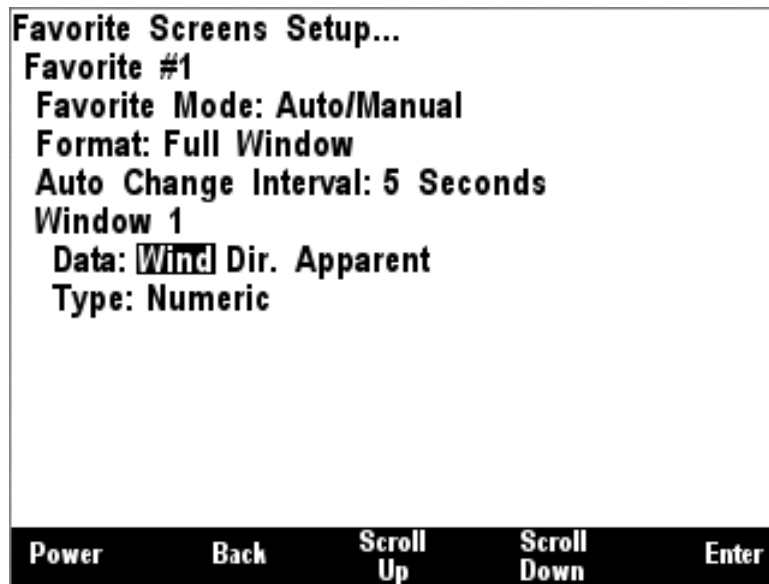 Favorite Screens Setup...
Favorite #1
Favorite Mode: Auto/Manual
Format: Full Window
Auto Change Interval: 5 Seconds
Window 1
Data: Wind Dir. Apparent
Type: Numeric
Power Back Scroll Up Scroll Down Enter